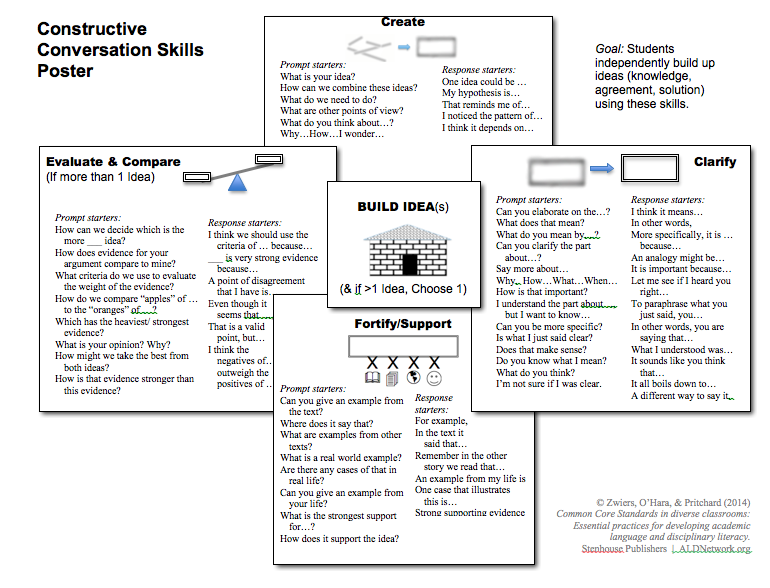 Constructive
Conversation Skills
Poster
Create
Prompt starters:
What is your idea?
How can we combine these ideas?
What do we need to do?
What are other points of view?
What do you think about…?
Why…How…I wonder…
Response starters:
One idea could be …
My hypothesis is…
That reminds me of…
I noticed the pattern of…
I think it depends on…
Goal: Students
independently build up
ideas (knowledge,
agreement, solution)
using these skills.
Evaluate & Compare
(If more than 1 Idea)
Prompt starters:
How can we decide which is the
more ___ idea?
How does evidence for your
argument compare to mine?
What criteria do we use to evaluate
the weight of the evidence?
How do we compare “apples” of …
to the “oranges” of…?
Which has the heaviest/ strongest
evidence?
What is your opinion? Why?
How might we take the best from
both ideas?
How is that evidence stronger than
this evidence?
Response starters:
I think we should use the
criteria of … because…
___ is very strong evidence
because…
A point of disagreement
that I have is…
Even though it
seems that…
That is a valid
point, but…
I think the
negatives of…
outweigh the
positives of …
BUILD IDEA(s)
(& if >1 Idea, Choose 1)
Clarify
Prompt starters:
Can you elaborate on the…?
What does that mean?
What do you mean by…?
Can you clarify the part
about…?
Say more about…
Why, How…What…When…
How is that important?
I understand the part about…
but I want to know…
Can you be more specific?
Is what I just said clear?
Does that make sense?
Do you know what I mean?
What do you think?
I’m not sure if I was clear.
Response starters:
I think it means…
In other words,
More specifically, it is …
because…
An analogy might be…
It is important because…
Let me see if I heard you
right…
To paraphrase what you
just said, you…
In other words, you are
saying that…
What I understood was…
It sounds like you think
that…
It all boils down to…
A different way to say it..
Fortify/Support
X X X X
Prompt starters:
Can you give an example from
the text?
Where does it say that?
What are examples from other
texts?
What is a real world example?
Are there any cases of that in
real life?
Can you give an example from
your life?
What is the strongest support
for…?
How does it support the idea?
Response
starters:
For example,
In the text it
said that…
Remember in the other
story we read that…
An example from my life is
One case that illustrates
this is…
Strong supporting evidence
© Zwiers, O’Hara, & Pritchard (2014)
Common Core Standards in diverse classrooms:
Essential practices for developing academic
language and disciplinary literacy.
Stenhouse Publishers | ALDNetwork.org